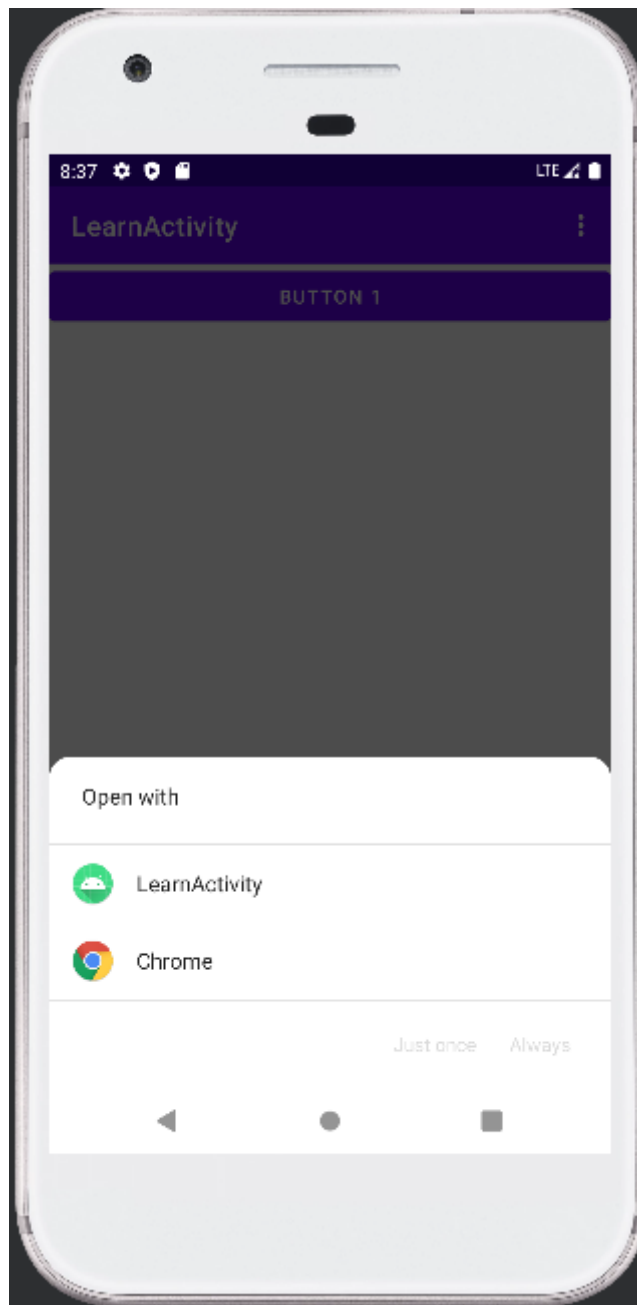 8:37 LTE
LearnActivity
BUTTON 1
Open with
LearnActivity
Chrome
Just once Always